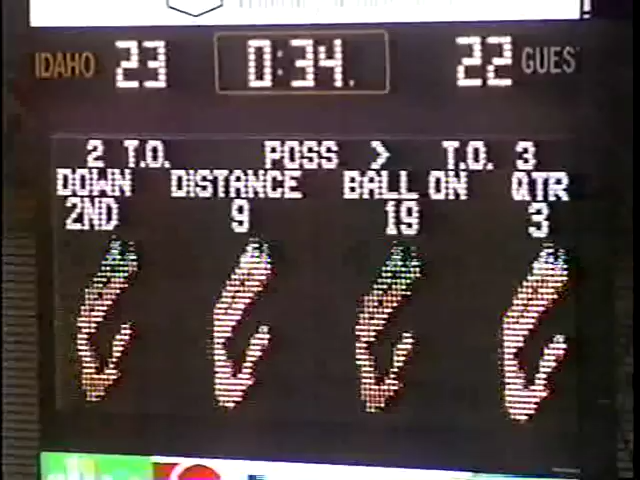 IDAHO 23 0:34. 22 GUES
2 T.O. POSS > T.O. 3
DOWN DISTANCE BALL ON QTR
2ND 9 19 3